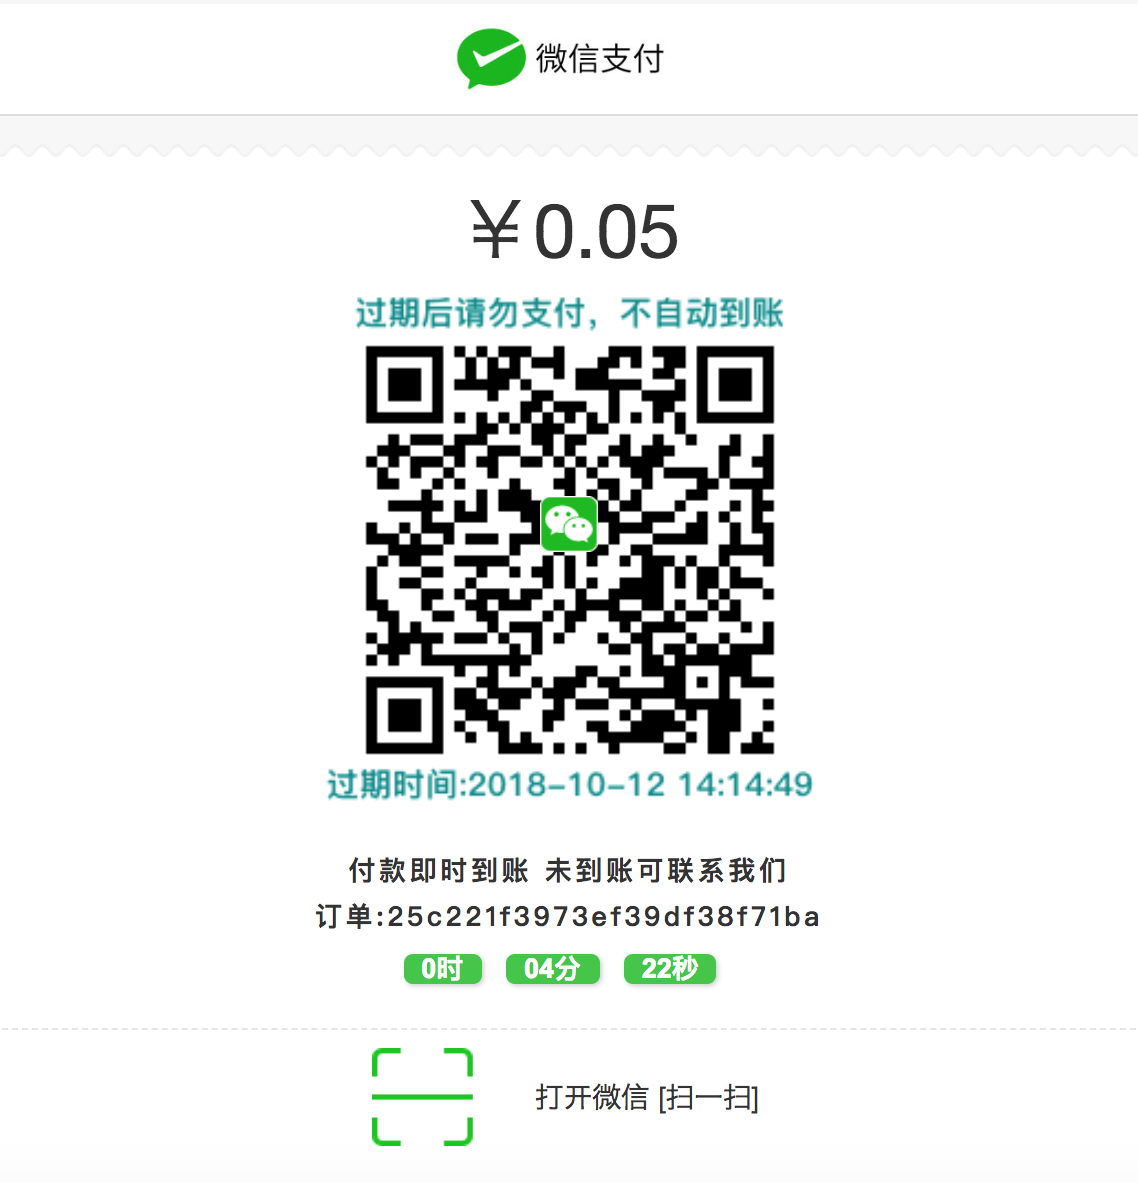 微信支付
￥0.05
过期后请勿支付，不自动到账
过期时间:2018-10-12 14:14:49
付款即时到账 未到账可联系我们
订单:25c221f3973ef39df38f71ba
0时 04分 22秒
打开微信 [扫一扫]